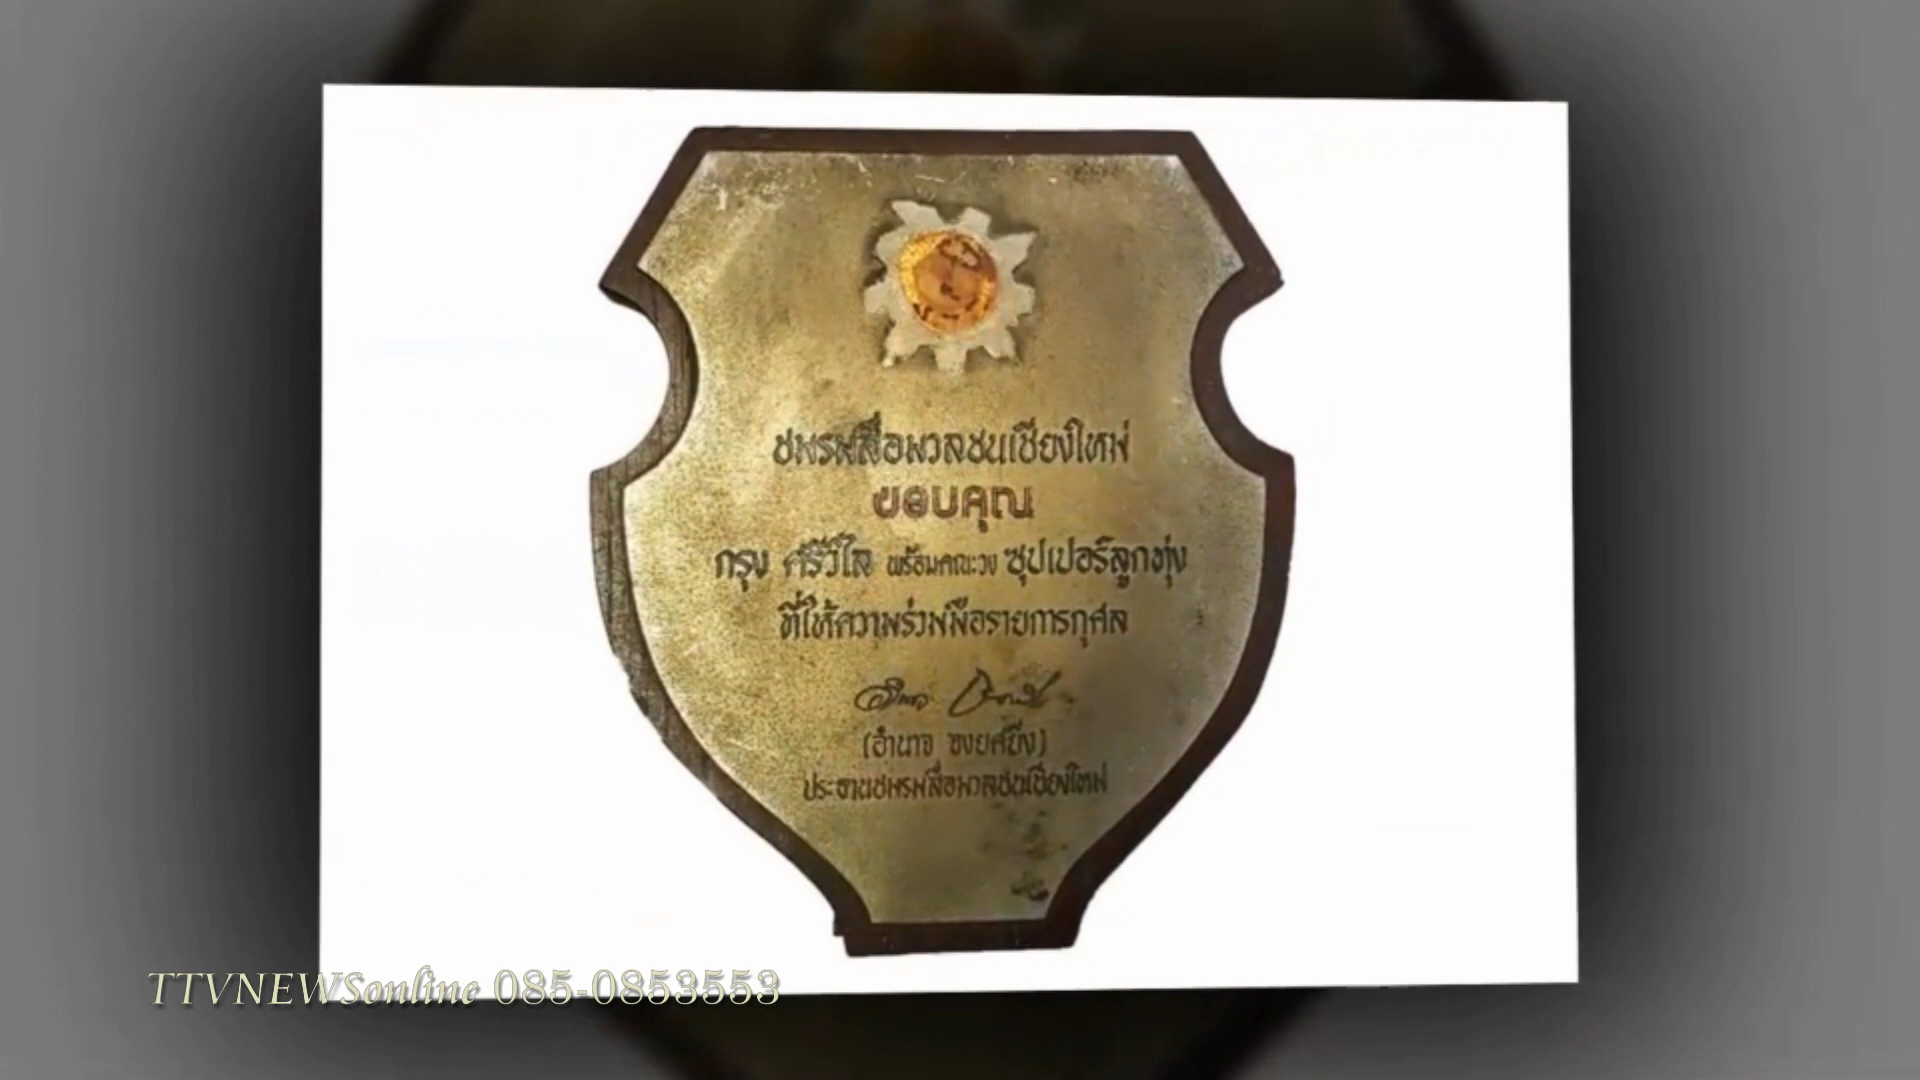 ชมรมสื่อมวลชนเชียงใหม่
ขอบคุณ
กรุง ศรีวิไล พร้อมคณะวง ซุปเปอร์ลูกทุ่ง
ที่ให้ความร่วมมือรายการกุศล
(อำนาจ จงยศยิ่ง)
ประธานชมรมสื่อมวลชนเชียงใหม่
TTVNEWSonline 085-0853553